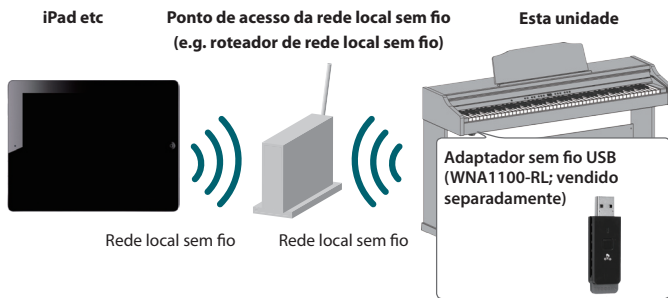 iPad etc
Ponto de acesso da rede local sem fio
(e.g. roteador de rede local sem fio)
Esta unidade
Adaptador sem fio USB
(WNA1100-RL; vendido
separadamente)
Rede local sem fio
Rede local sem fio